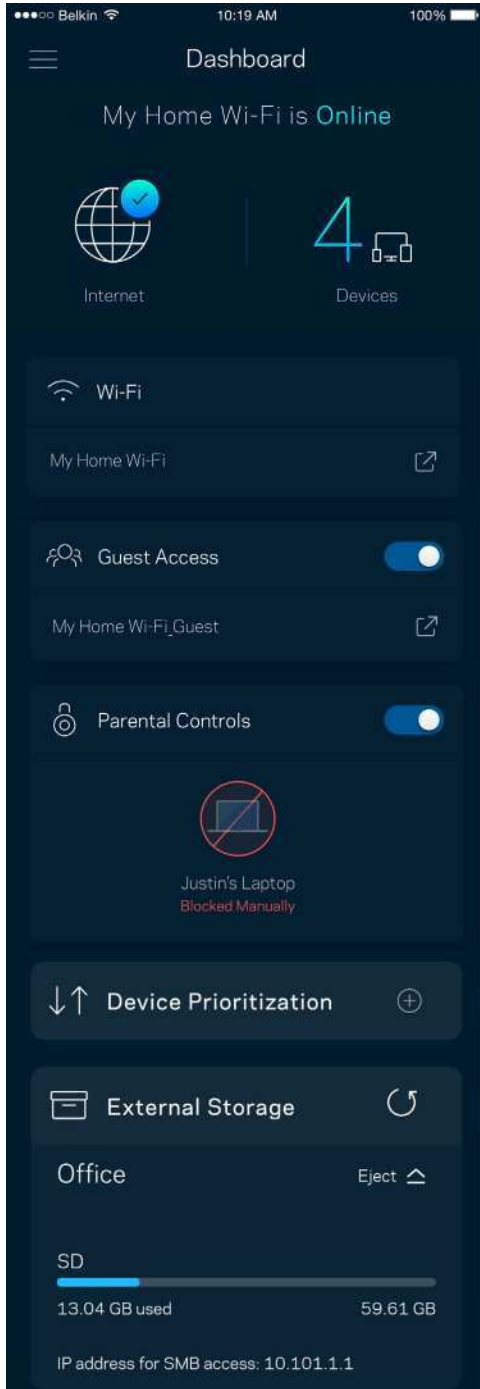 Belkin 10:19 AM 100%
Dashboard
My Home Wi-Fi is Online
4
Internet Devices
Wi-Fi
My Home Wi-Fi
Guest Access
My Home Wi-Fi_Guest
Parental Controls
Justin's Laptop
Blocked Manually
Device Prioritization
External Storage
Office Eject
SD
13.04 GB used 59.61 GB
IP address for SMB access: 10.101.1.1